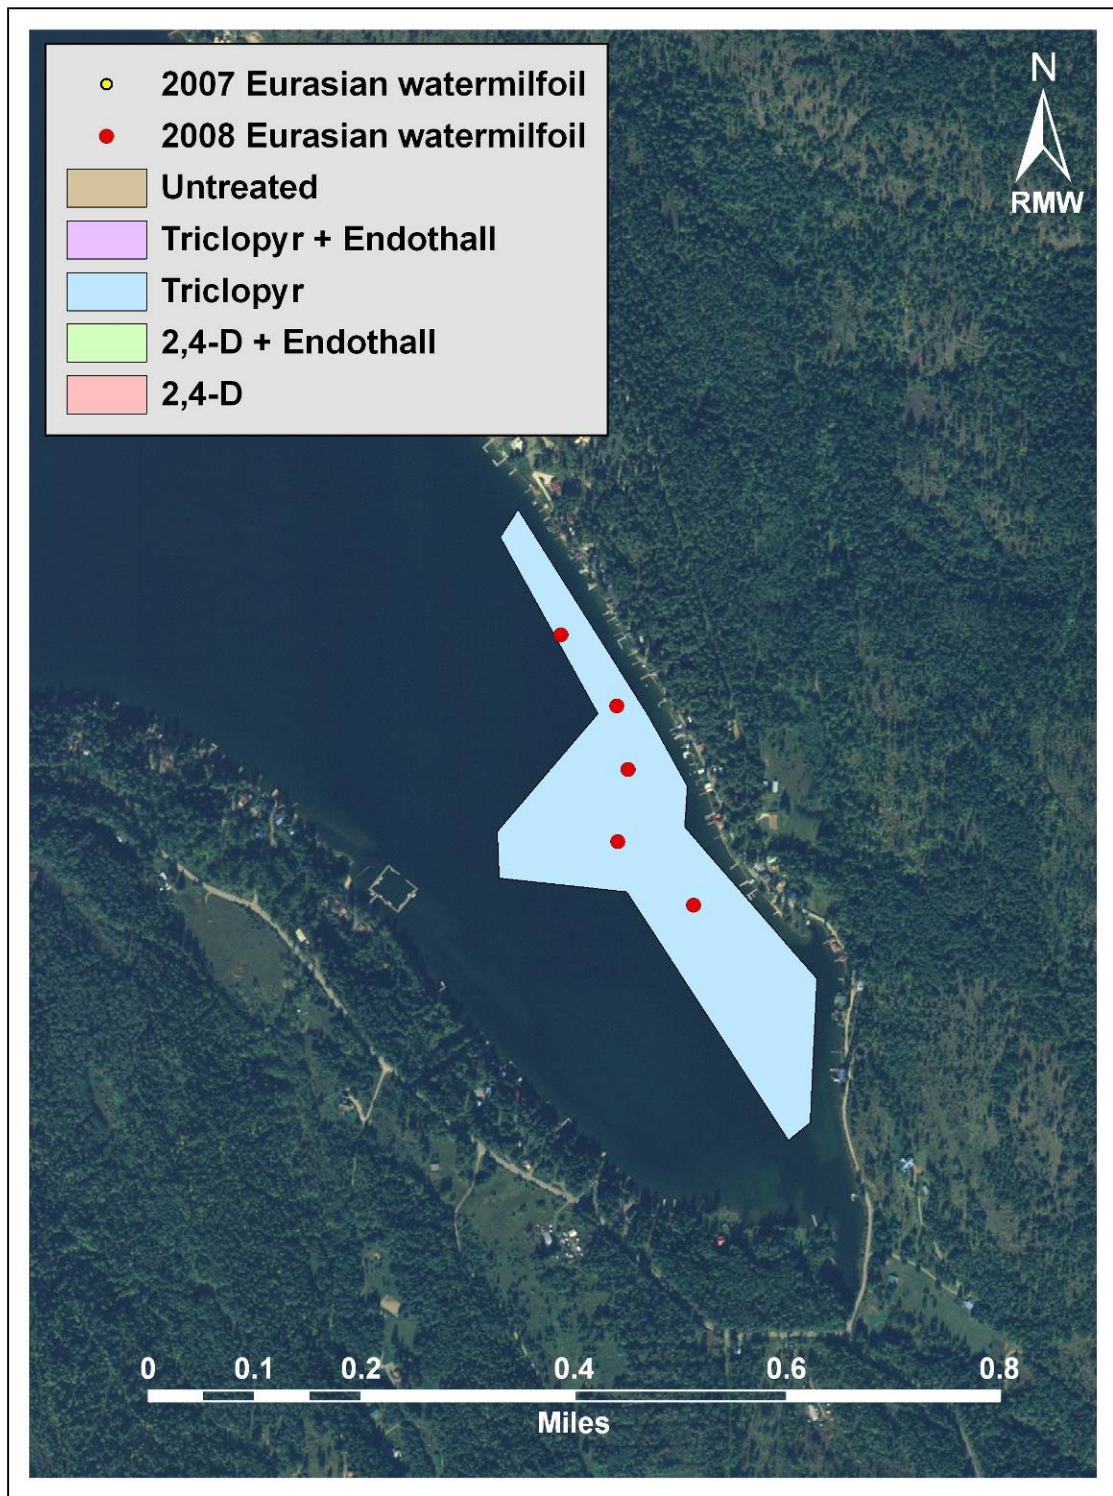 2007 Eurasian watermilfoil
2008 Eurasian watermilfoil
Untreated
Triclopyr + Endothall
Triclopyr
2,4-D + Endothall
2,4-D
N
RMW
0 0.1 0.2 0.4 0.6 0.8
Miles